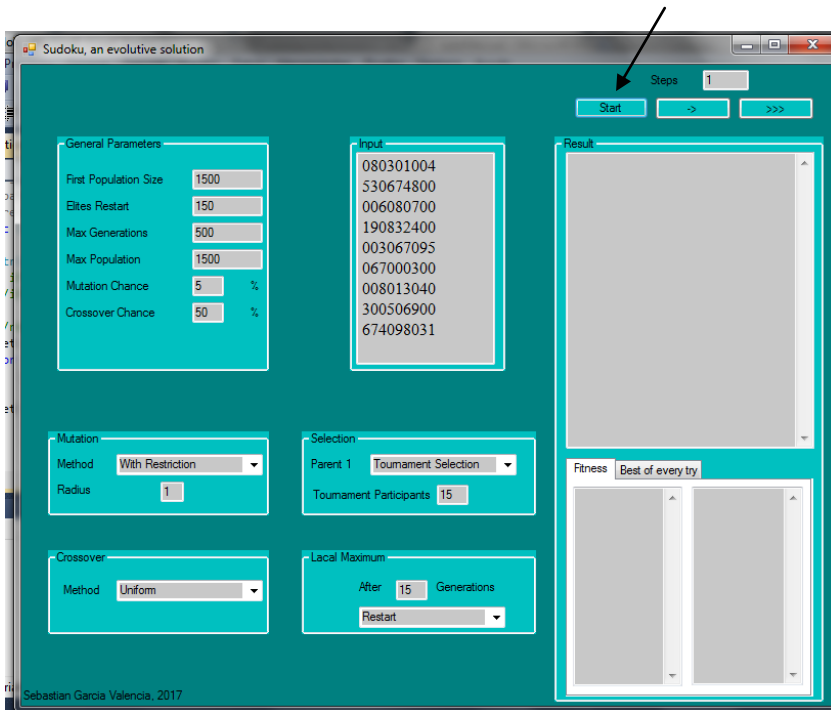 Sudoku, an evolutive solution
Steps 1
Start -> >>>
General Parameters
First Population Size 1500
Elites Restart 150
Max Generations 500
Max Population 1500
Mutation Chance 5 %
Crossover Chance 50 %
Input
080301004
530674800
006080700
190832400
003067095
067000300
008013040
300506900
674098031
Result
Mutation
Method With Restriction
Radius 1
Selection
Parent 1 Tournament Selection
Tournament Participants 15
Fitness Best of every try
Crossover
Method Uniform
Lacal Maximum
After 15 Generations
Restart
Sebastian Garcia Valencia, 2017